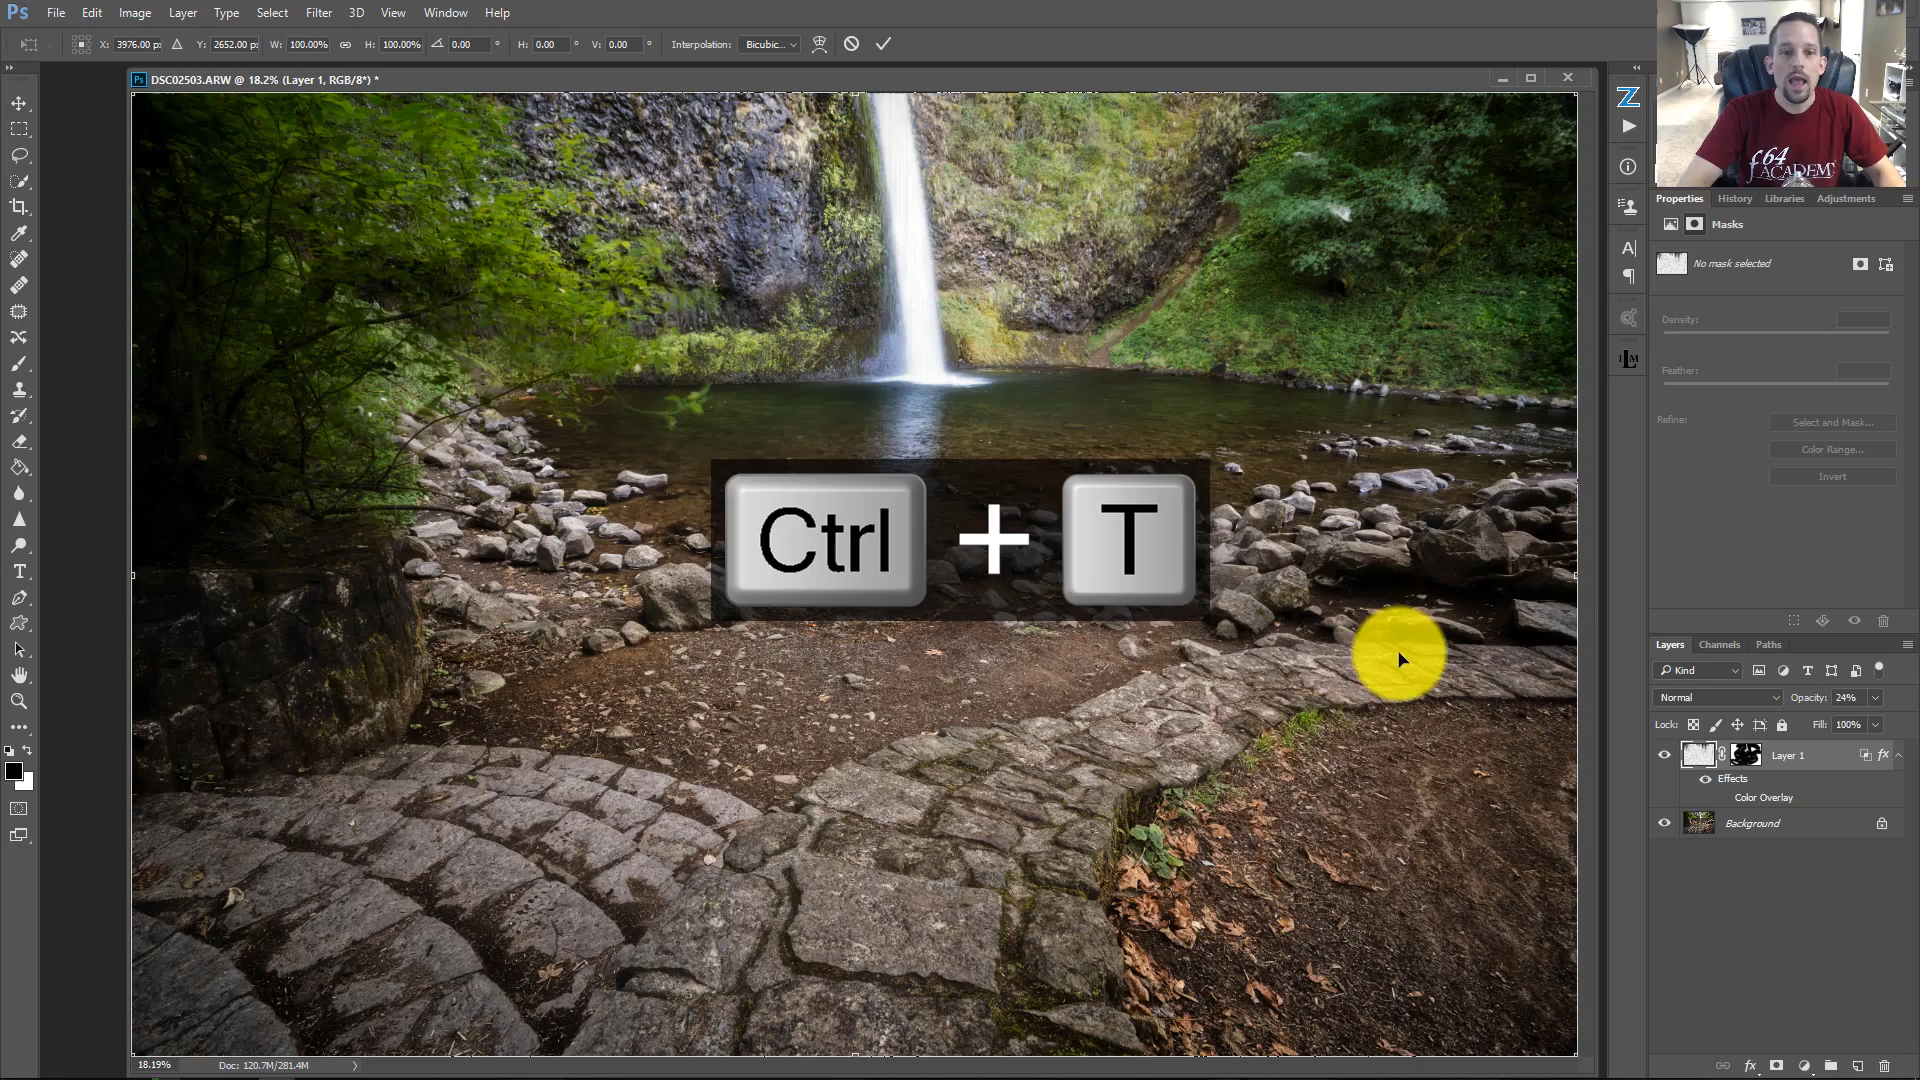 Ps File Edit Image Layer Type Select Filter 3D View Window Help
X: 3976.00 px Y: 2652.00 px W: 100.00% H: 100.00% 0.00 ° H: 0.00 ° V: 0.00 ° Interpolation: Bicubic...
Ps DSC02503.ARW @ 18.2% (Layer 1, RGB/8*) *
f64
ACADEMY
Properties History Libraries Adjustments
Masks
No mask selected
Density:
Feather:
Refine: Select and Mask...
Color Range...
Invert
Z
A
LM
Ctrl + T
T
Layers Channels Paths
Kind
Normal Opacity: 24%
Lock: Fill: 100%
Layer 1 fx
Effects
Color Overlay
Background
18.19% Doc: 120.7M/281.4M
fx